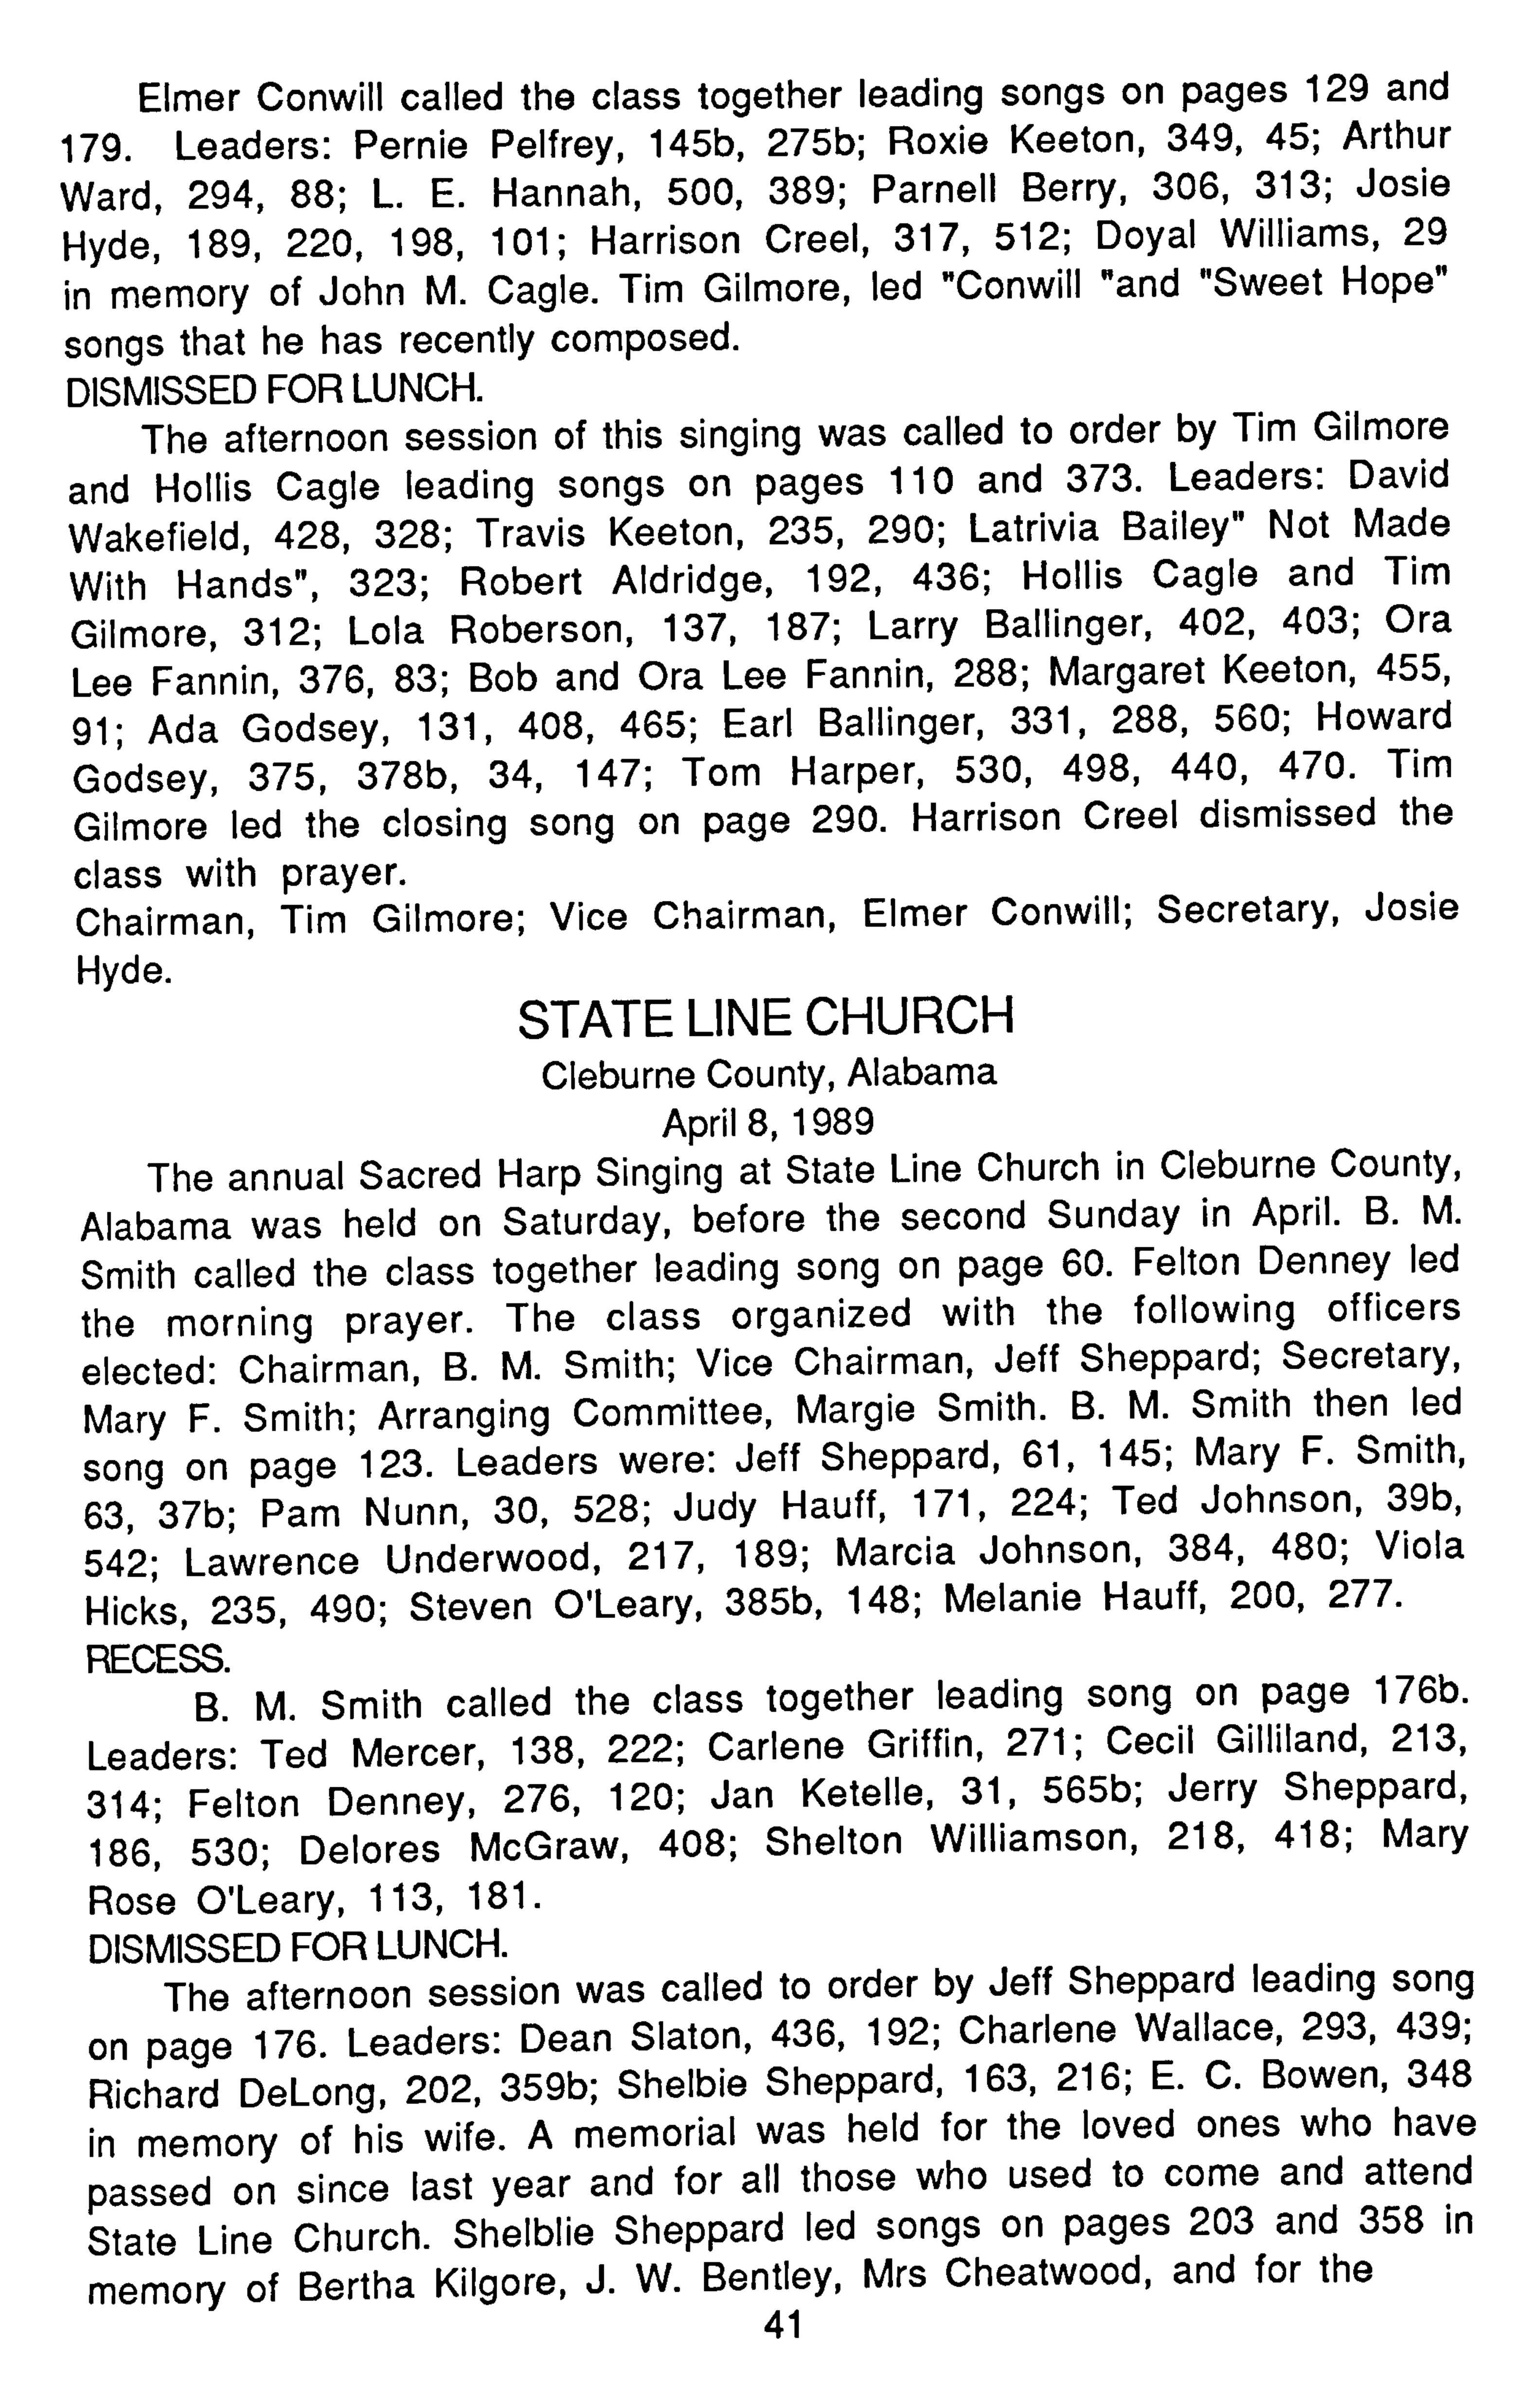 Elmer Conwill called the class together leading songs on pages 129 and
179. Leaders: Pernie Pelfrey, 145b, 275b; Roxie Keeton, 349, 45; Arthur
Ward, 294, 88; L. E. Hannah, 500, 389; Parnell Berry, 306, 313; Josie
Hyde, 189, 220, 198, 101; Harrison Creel, 317, 512; Doyal Williams, 29
in memory of John M. Cagle. Tim Gilmore, led "Conwill "and "Sweet Hope"
songs that he has recently composed.
DISMISSED FOR LUNCH.
The afternoon session of this singing was called to order by Tim Gilmore
and Hollis Cagle leading songs on pages 110 and 373. Leaders: David
Wakefield, 428, 328; Travis Keeton, 235, 290; Latrivia Bailey" Not Made
With Hands", 323; Robert Aldridge, 192, 436; Hollis Cagle and Tim
Gilmore, 312; Lola Roberson, 137, 187; Larry Ballinger, 402, 403; Ora
Lee Fannin, 376, 83; Bob and Ora Lee Fannin, 288; Margaret Keeton, 455,
91; Ada Godsey, 131, 408, 465; Earl Ballinger, 331, 288, 560; Howard
Godsey, 375, 378b, 34, 147; Tom Harper, 530, 498, 440, 470. Tim
Gilmore led the closing song on page 290. Harrison Creel dismissed the
class with prayer.
Chairman, Tim Gilmore; Vice Chairman, Elmer Conwill; Secretary, Josie
Hyde.
STATE LINE CHURCH
Cleburne County, Alabama
April 8, 1989
The annual Sacred Harp Singing at State Line Church in Cleburne County,
Alabama was held on Saturday, before the second Sunday in April. B. M.
Smith called the class together leading song on page 60. Felton Denney led
the morning prayer. The class organized with the following officers
elected: Chairman, B. M. Smith; Vice Chairman, Jeff Sheppard; Secretary,
Mary F. Smith; Arranging Committee, Margie Smith. B. M. Smith then led
song on page 123. Leaders were: Jeff Sheppard, 61, 145; Mary F. Smith,
63, 37b; Pam Nunn, 30, 528; Judy Hauff, 171, 224; Ted Johnson, 39b,
542; Lawrence Underwood, 217, 189; Marcia Johnson, 384, 480; Viola
Hicks, 235, 490; Steven O'Leary, 385b, 148; Melanie Hauff, 200, 277.
RECESS.
B. M. Smith called the class together leading song on page 176b.
Leaders: Ted Mercer, 138, 222; Carlene Griffin, 271; Cecil Gilliland, 213,
314; Felton Denney, 276, 120; Jan Ketelle, 31, 565b; Jerry Sheppard,
186, 530; Delores McGraw, 408; Shelton Williamson, 218, 418; Mary
Rose O'Leary, 113, 181.
DISMISSED FOR LUNCH.
The afternoon session was called to order by Jeff Sheppard leading song
on page 176. Leaders: Dean Slaton, 436, 192; Charlene Wallace, 293, 439;
Richard DeLong, 202, 359b; Shelbie Sheppard, 163, 216; E. C. Bowen, 348
in memory of his wife. A memorial was held for the loved ones who have
passed on since last year and for all those who used to come and attend
State Line Church. Shelblie Sheppard led songs on pages 203 and 358 in
memory of Bertha Kilgore, J. W. Bentley, Mrs Cheatwood, and for the
41